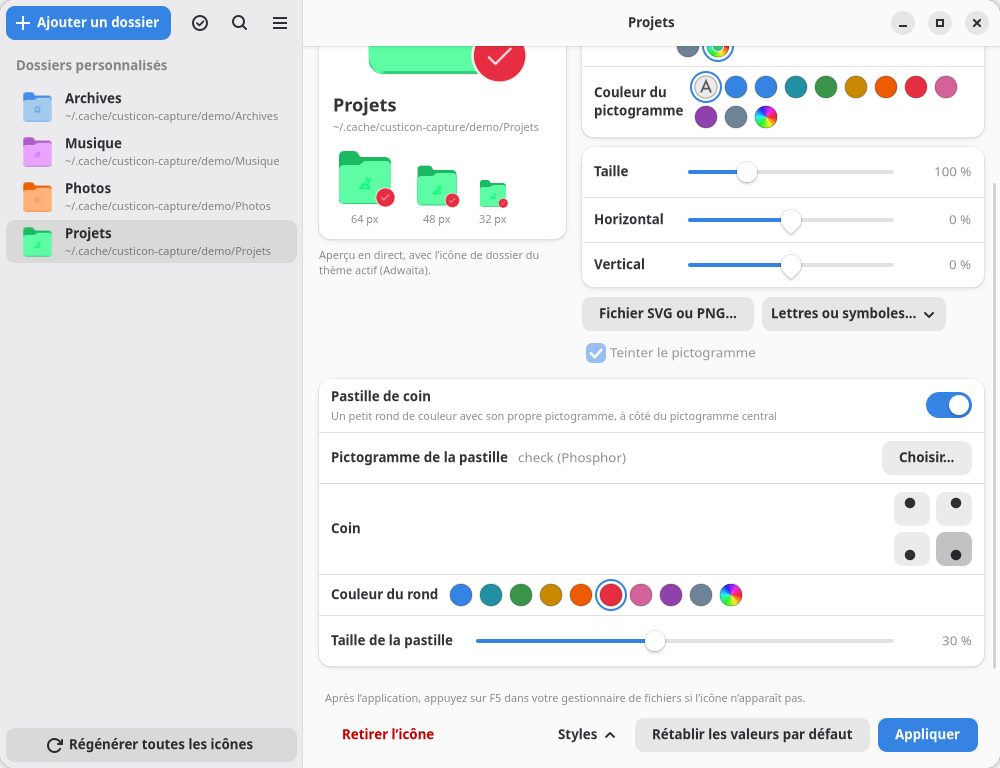 Ajouter un dossier
Dossiers personnalisés
Archives
~/.cache/custicon-capture/demo/Archives
Musique
~/.cache/custicon-capture/demo/Musique
Photos
~/.cache/custicon-capture/demo/Photos
Projets
~/.cache/custicon-capture/demo/Projets
Régénérer toutes les icônes
Projets
Projets
~/.cache/custicon-capture/demo/Projets
64 px
48 px
32 px
Aperçu en direct, avec l’icône de dossier du
thème actif (Adwaita).
Couleur du
pictogramme
A
Taille
100 %
Horizontal
0 %
Vertical
0 %
Fichier SVG ou PNG…
Lettres ou symboles…
Teinter le pictogramme
Pastille de coin
Un petit rond de couleur avec son propre pictogramme, à côté du pictogramme central
Pictogramme de la pastille check (Phosphor)
Choisir…
Coin
Couleur du rond
Taille de la pastille
30 %
Après l’application, appuyez sur F5 dans votre gestionnaire de fichiers si l’icône n’apparaît pas.
Retirer l’icône
Styles
Rétablir les valeurs par défaut
Appliquer